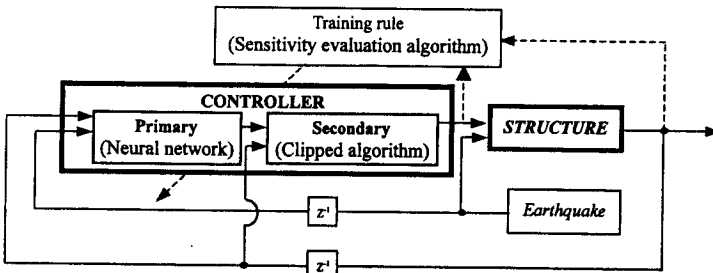 Training rule
(Sensitivity evaluation algorithm)
CONTROLLER
Primary
(Neural network)
Secondary
(Clipped algorithm)
STRUCTURE
Earthquake
Z⁻¹
Z⁻¹